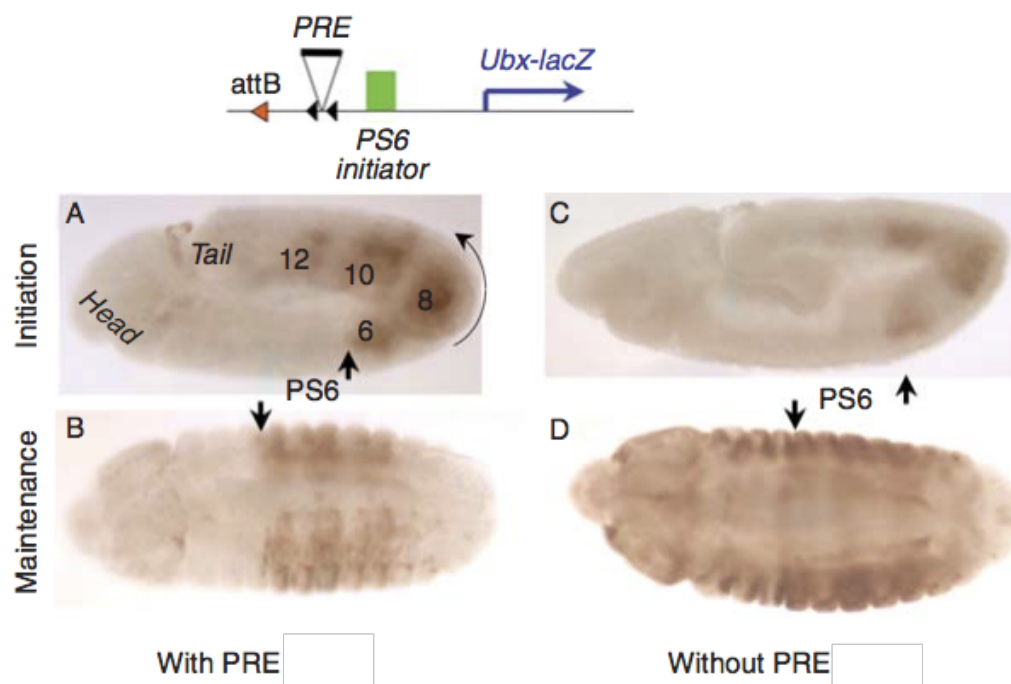 PRE
attB
Ubx-lacZ
PS6
initiator
Initiation
A
Tail
12
10
8
6
Head
PS6
C
Maintenance
B
PS6
D
With PRE
Without PRE